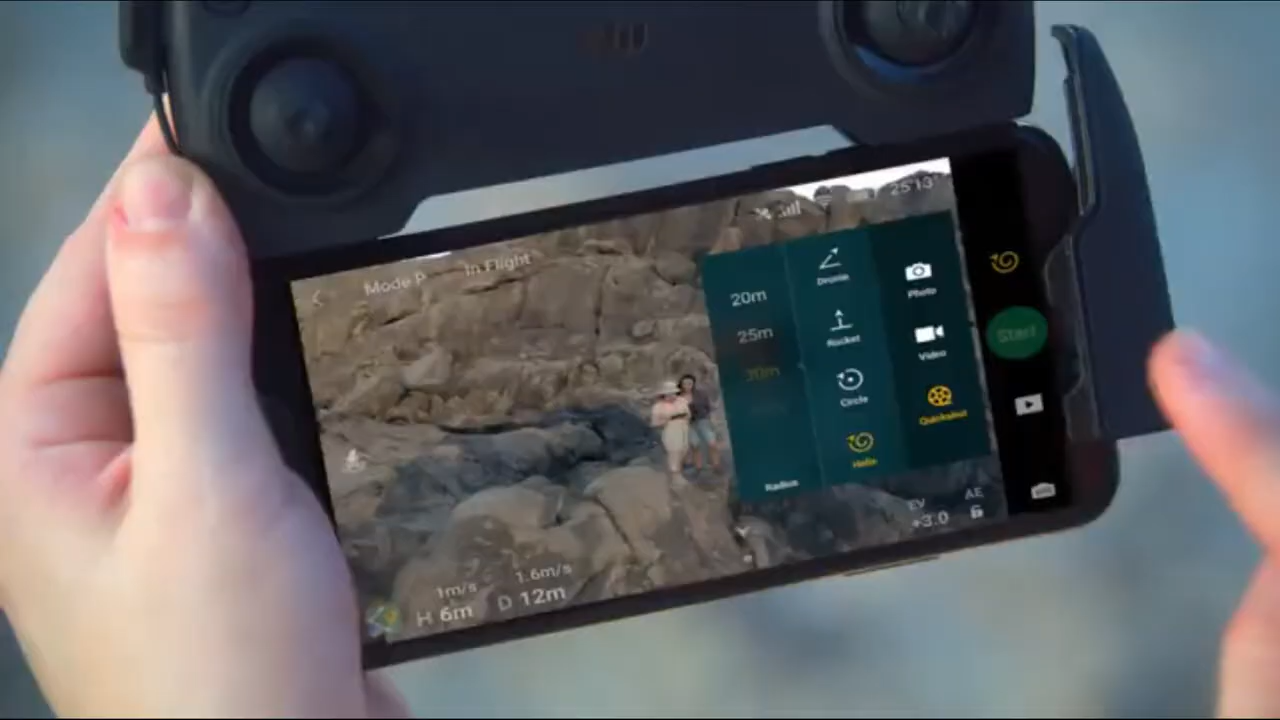 25'13"
Mode P In Flight
20m
25m
30m
Radius
Dronie
Rocket
Circle
Helix
Photo
Video
Quickshot
Start
1m/s 1.6m/s
H 6m D 12m
EV AE
+3.0